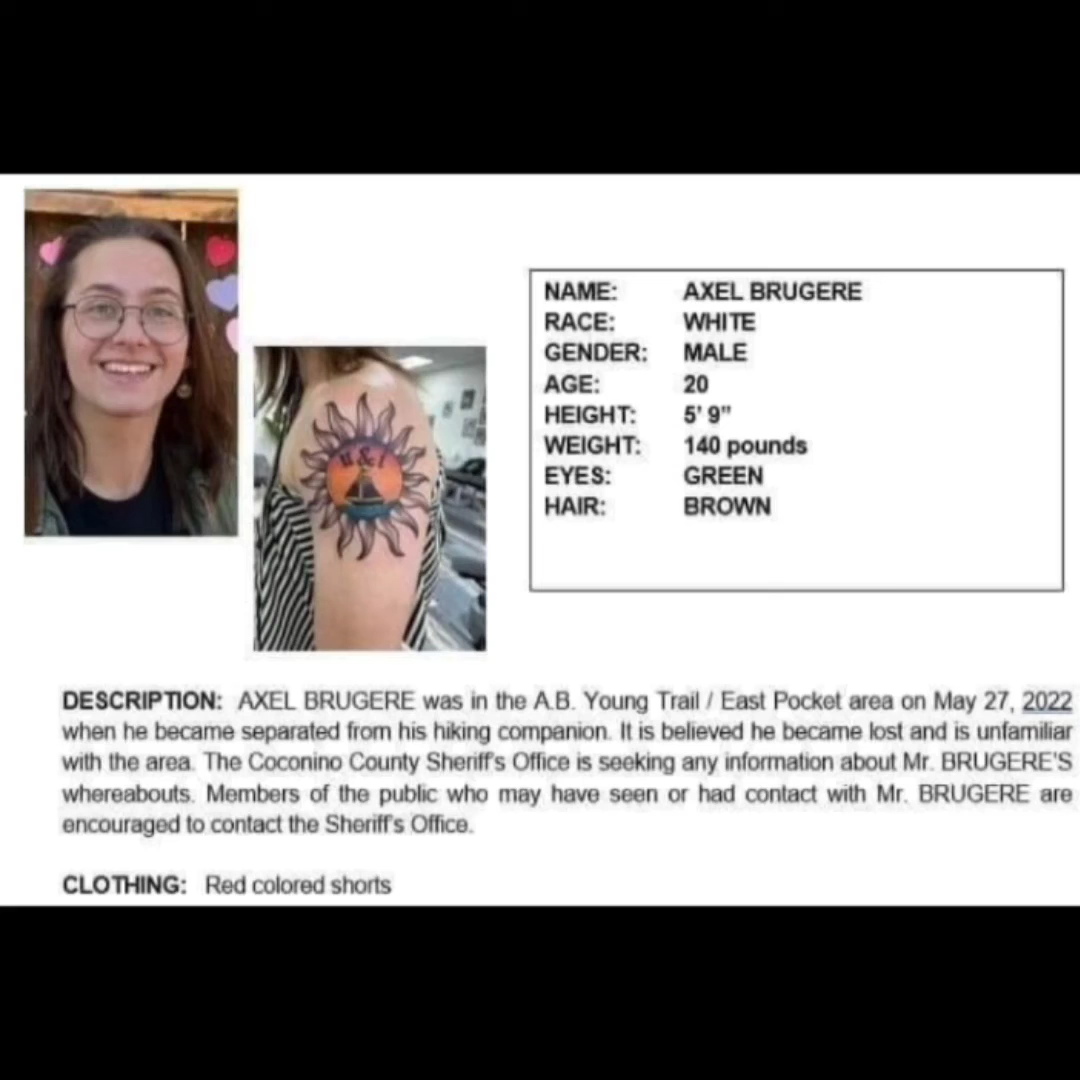 u & i
NAME: AXEL BRUGERE
RACE: WHITE
GENDER: MALE
AGE: 20
HEIGHT: 5' 9"
WEIGHT: 140 pounds
EYES: GREEN
HAIR: BROWN
DESCRIPTION: AXEL BRUGERE was in the A.B. Young Trail / East Pocket area on May 27, 2022
when he became separated from his hiking companion. It is believed he became lost and is unfamiliar
with the area. The Coconino County Sheriff's Office is seeking any information about Mr. BRUGERE'S
whereabouts. Members of the public who may have seen or had contact with Mr. BRUGERE are
encouraged to contact the Sheriff's Office.
CLOTHING: Red colored shorts